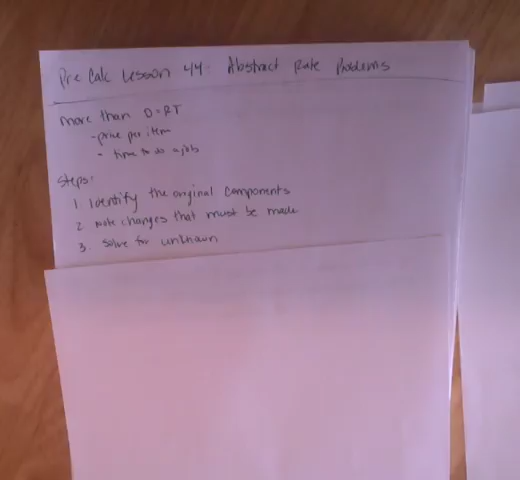 Pre Calc Lesson 44- Abstract Rate Problems
more than D=RT
- price per item
- time to do a job
Steps:
1 Identify the original components
2 Note changes that must be made
3. Solve for unknown